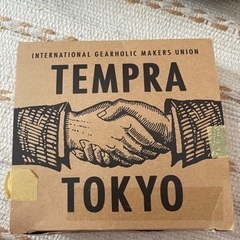 INTERNATIONAL GEARHOLIC MAKERS UNION
TEMPRA
TOKYO